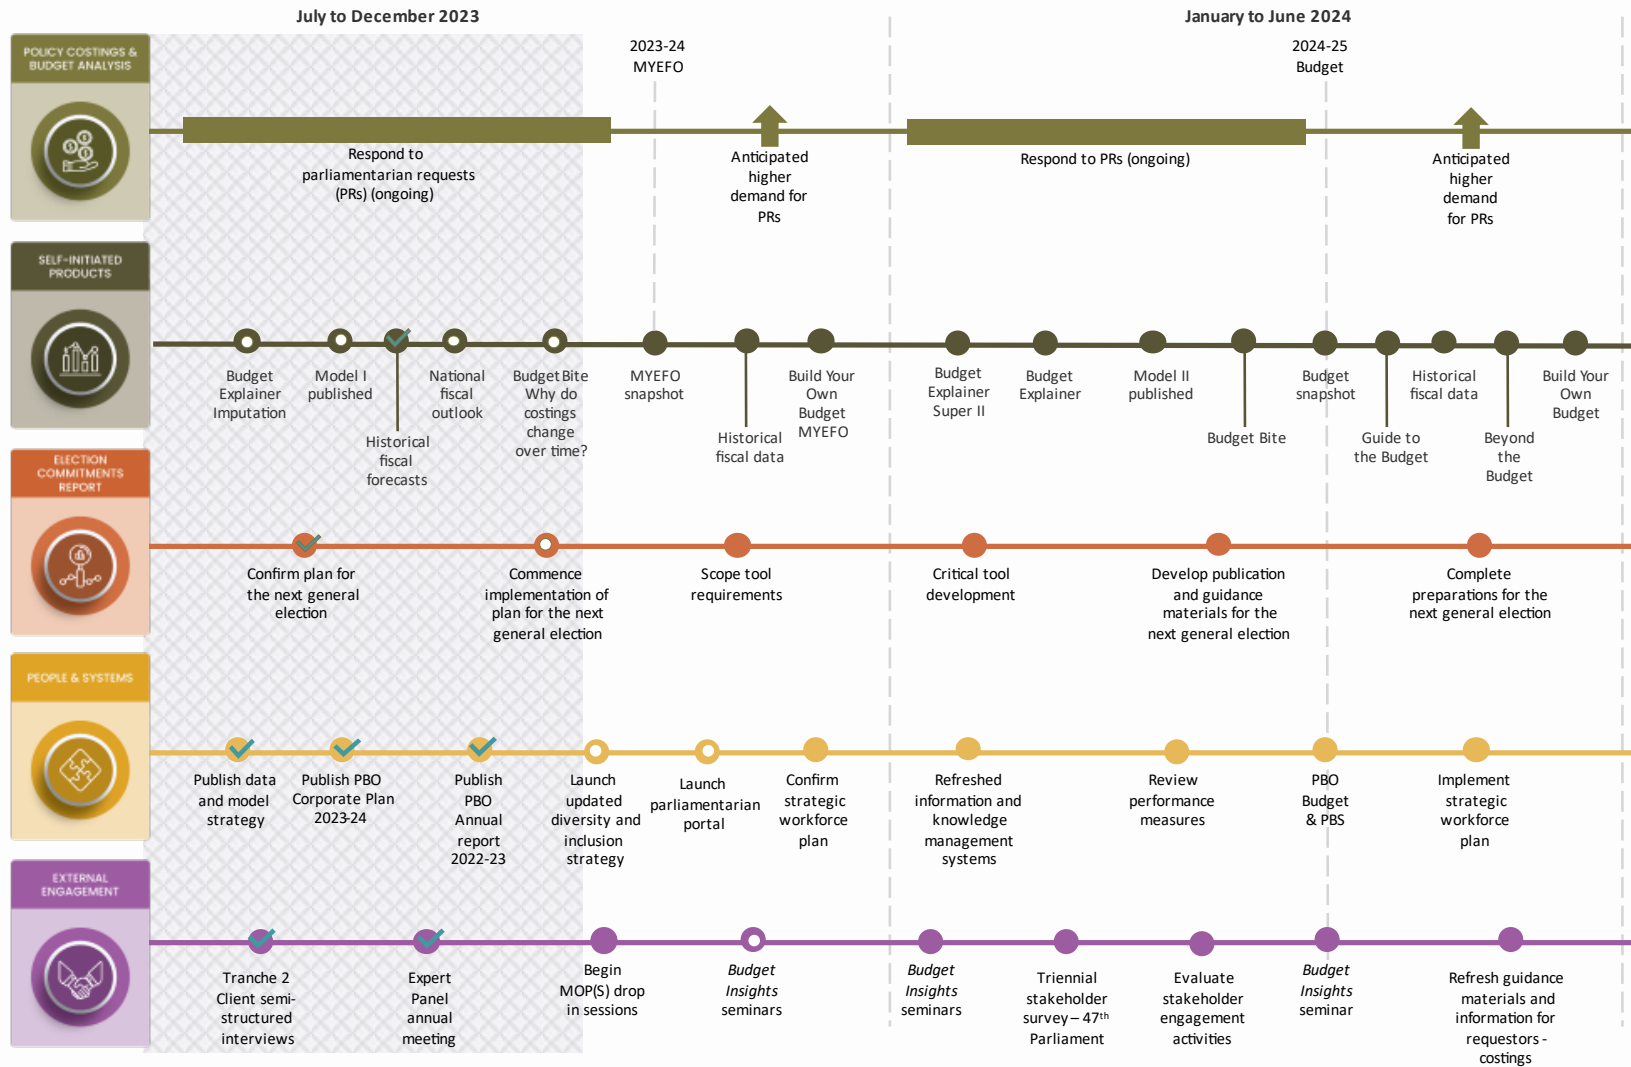 July to December 2023
January to June 2024
2023-24
MYEFO
2024-25
Budget
POLICY COSTINGS &
BUDGET ANALYSIS
Respond to
parliamentarian requests
(PRs) (ongoing)
Anticipated
higher
demand for
PRs
Respond to PRs (ongoing)
Anticipated
higher
demand
for PRs
SELF-INITIATED
PRODUCTS
Budget
Explainer
Imputation
Model I
published
Historical
fiscal
forecasts
National
fiscal
outlook
Budget Bite
Why do
costings
change
over time?
MYEFO
snapshot
Historical
fiscal data
Build Your
Own
Budget
MYEFO
Budget
Explainer
Super II
Budget
Explainer
Model II
published
Budget Bite
Budget
snapshot
Guide to
the Budget
Historical
fiscal data
Beyond
the
Budget
Build Your
Own
Budget
ELECTION
COMMITMENTS
REPORT
Confirm plan for
the next general
election
Commence
implementation of
plan for the next
general election
Scope tool
requirements
Critical tool
development
Develop publication
and guidance
materials for the
next general election
Complete
preparations for the
next general election
PEOPLE & SYSTEMS
Publish data
and model
strategy
Publish PBO
Corporate Plan
2023-24
Publish
PBO
Annual
report
2022-23
Launch
updated
diversity and
inclusion
strategy
Launch
parliamentarian
portal
Confirm
strategic
workforce
plan
Refreshed
information and
knowledge
management
systems
Review
performance
measures
PBO
Budget
& PBS
Implement
strategic
workforce
plan
EXTERNAL
ENGAGEMENT
Tranche 2
Client semi-
structured
interviews
Expert
Panel
annual
meeting
Begin
MOP(S) drop
in sessions
Budget
Insights
seminars
Budget
Insights
seminars
Triennial
stakeholder
survey – 47th
Parliament
Evaluate
stakeholder
engagement
activities
Budget
Insights
seminar
Refresh guidance
materials and
information for
requestors -
costings